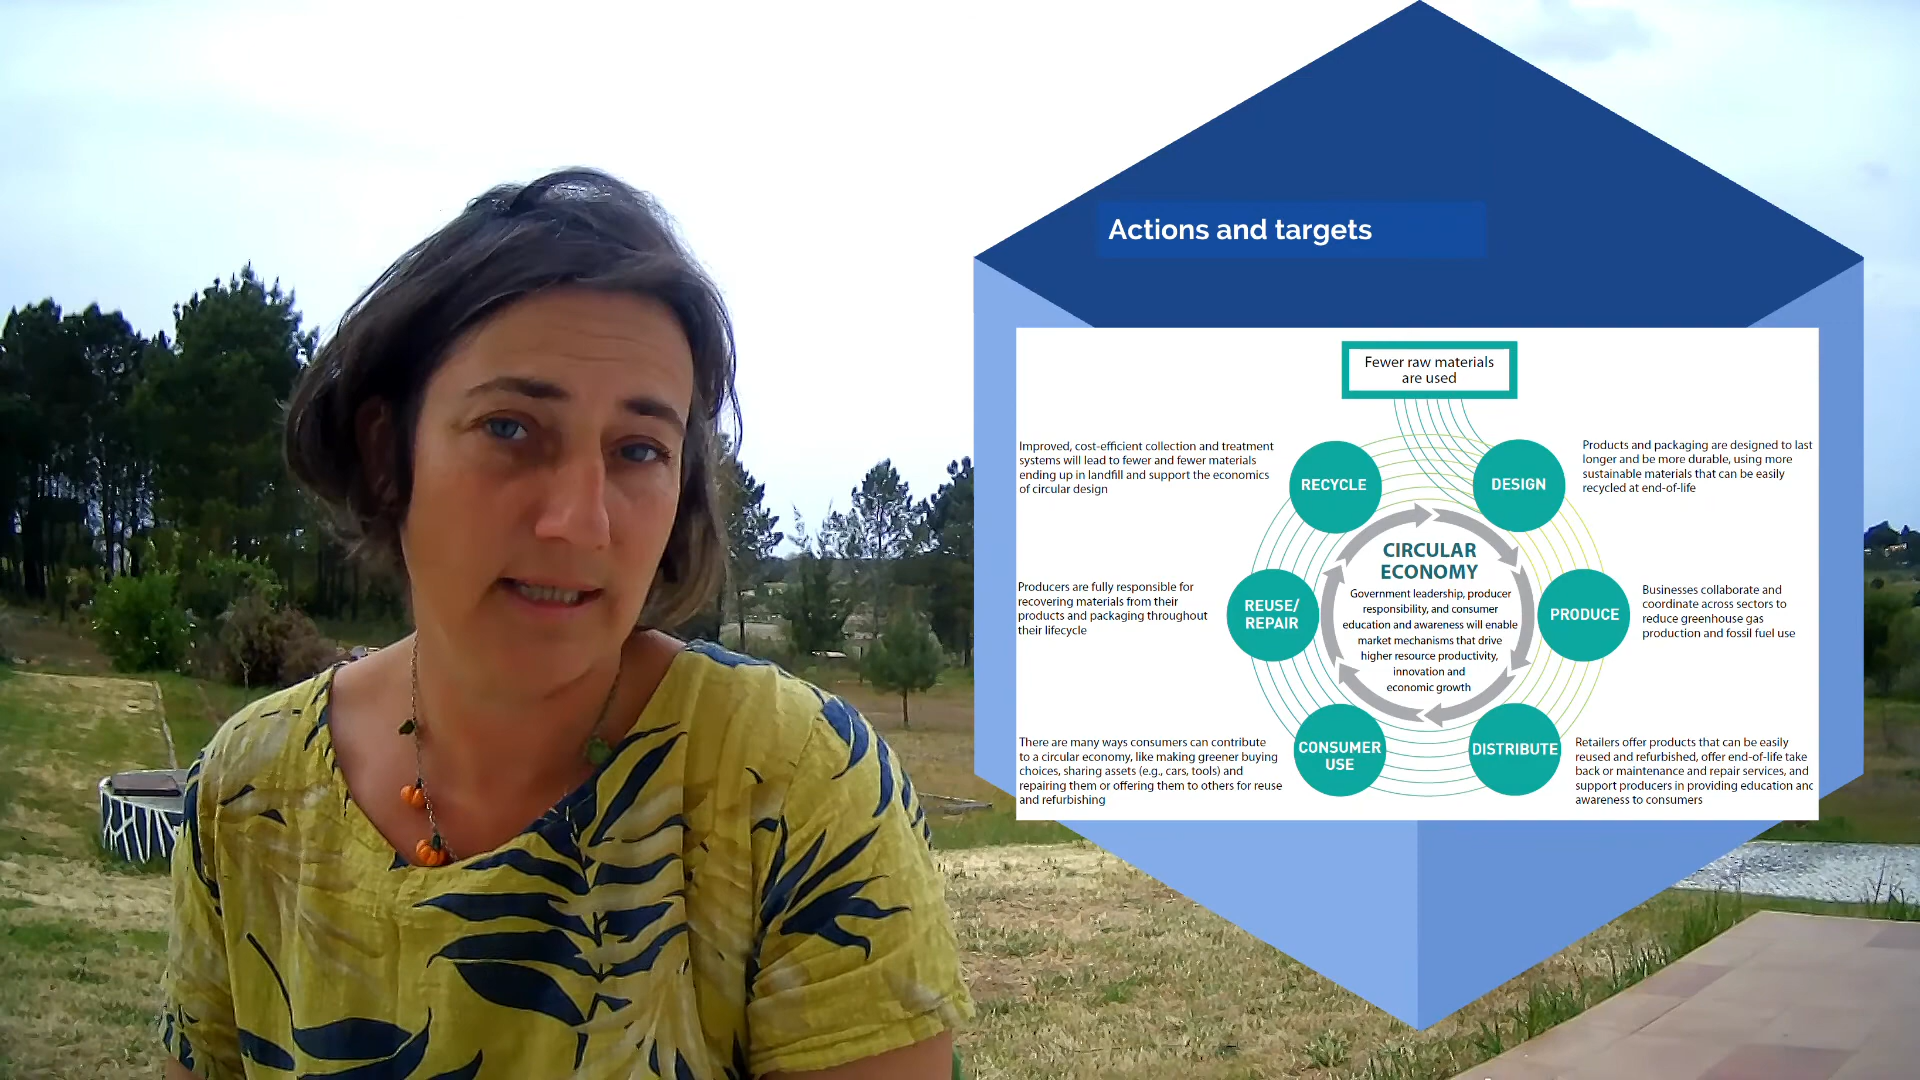 Actions and targets
Fewer raw materials
are used
Improved, cost-efficient collection and treatment
systems will lead to fewer and fewer materials
ending up in landfill and support the economics
of circular design
RECYCLE
DESIGN
Products and packaging are designed to last
longer and be more durable, using more
sustainable materials that can be easily
recycled at end-of-life
CIRCULAR
ECONOMY
Government leadership, producer
responsibility, and consumer
education and awareness will enable
market mechanisms that drive
higher resource productivity,
innovation and
economic growth
Producers are fully responsible for
recovering materials from their
products and packaging throughout
their lifecycle
REUSE/
REPAIR
PRODUCE
Businesses collaborate and
coordinate across sectors to
reduce greenhouse gas
production and fossil fuel use
There are many ways consumers can contribute
to a circular economy, like making greener buying
choices, sharing assets (e.g., cars, tools) and
repairing them or offering them to others for reuse
and refurbishing
CONSUMER
USE
DISTRIBUTE
Retailers offer products that can be easily
reused and refurbished, offer end-of-life take
back or maintenance and repair services, and
support producers in providing education anc
awareness to consumers